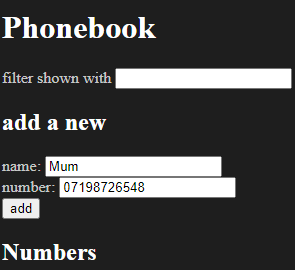 Phonebook
filter shown with
add a new
name: Mum
number: 07198726548
add
Numbers